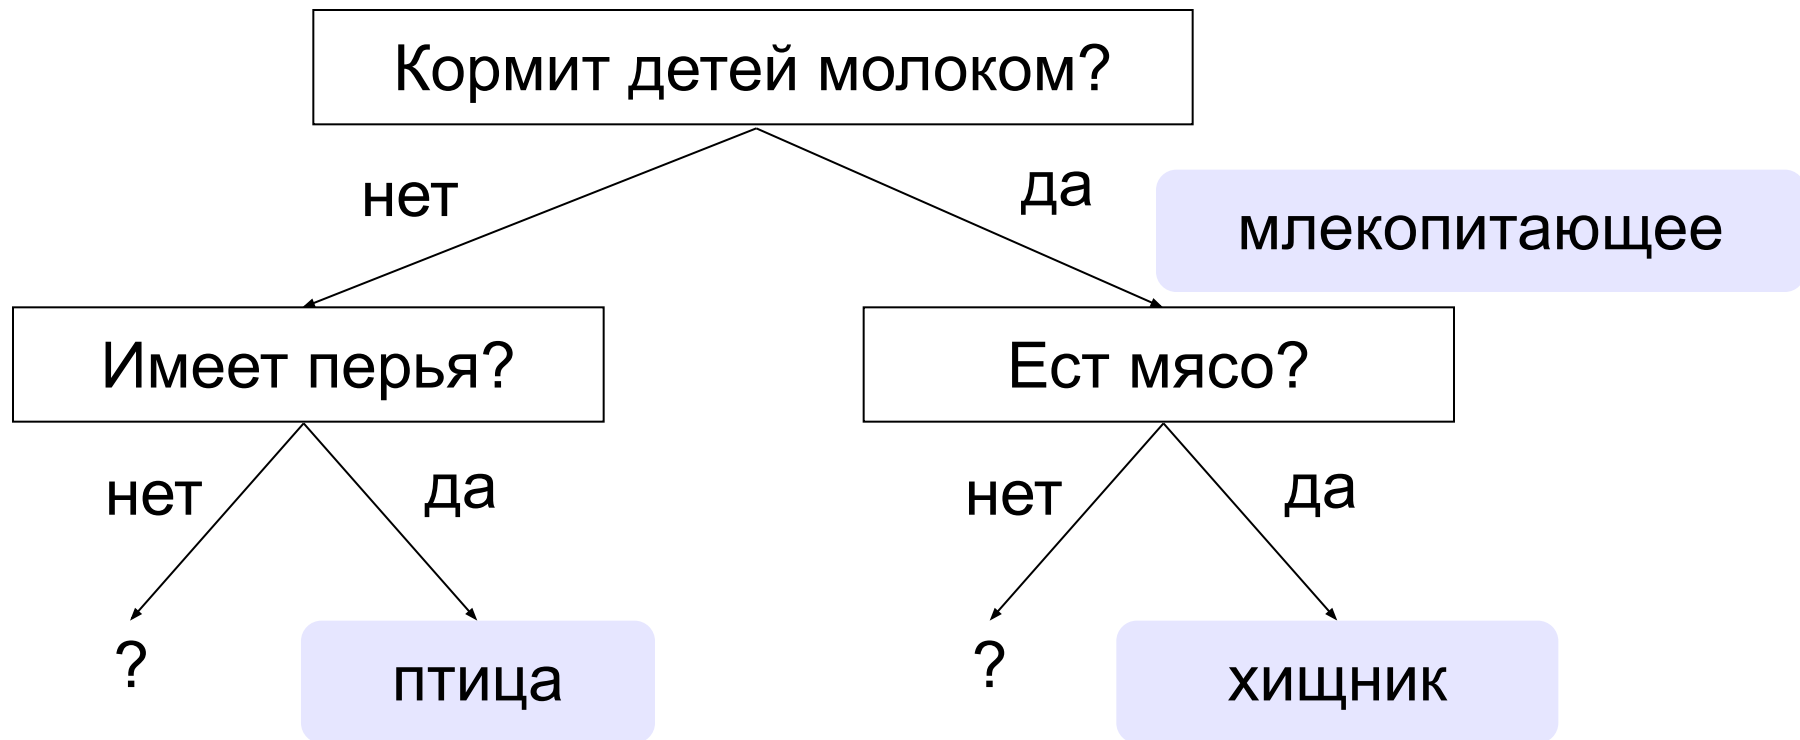 Кормит детей молоком?
нет
да
млекопитающее
Имеет перья?
Ест мясо?
нет
да
нет
да
?
птица
?
хищник